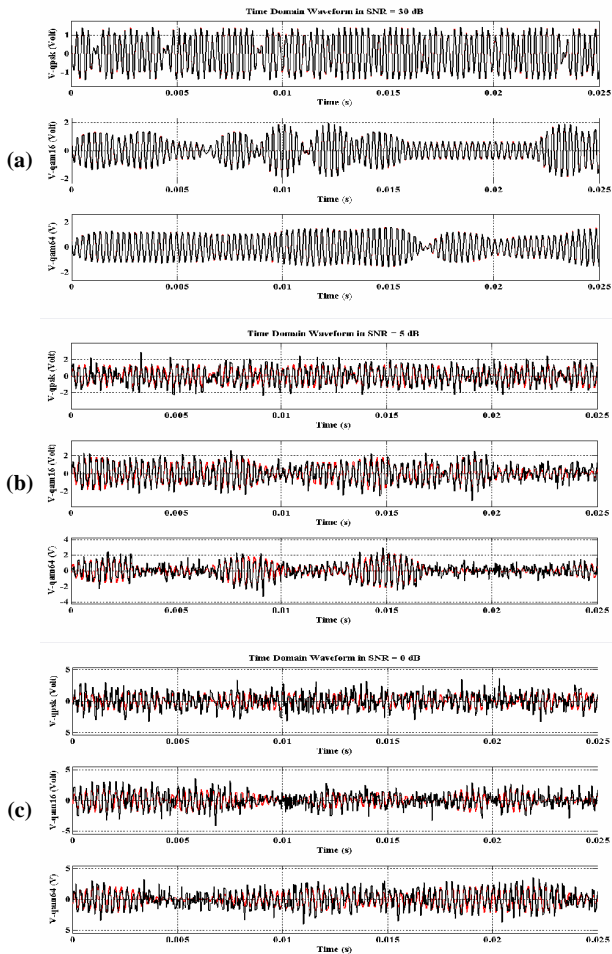 Time Domain Waveform in SNR = 30 dB
V-qpsk (Volt)
1
0
-1
0 0.005 0.01 0.015 0.02 0.025
Time (s)
(a)
V-qam16 (Volt)
2
0
-2
0 0.005 0.01 0.015 0.02 0.025
Time (s)
V-qam64 (V)
2
0
-2
0 0.005 0.01 0.015 0.02 0.025
Time (s)
Time Domain Waveform in SNR = 5 dB
V-qpsk (Volt)
2
0
-2
0 0.005 0.01 0.015 0.02 0.025
Time (s)
(b)
V-qam16 (Volt)
2
0
-2
0 0.005 0.01 0.015 0.02 0.025
Time (s)
V-qam64 (V)
4
2
0
-2
-4
0 0.005 0.01 0.015 0.02 0.025
Time (s)
Time Domain Waveform in SNR = 0 dB
V-qpsk (Volt)
5
0
5
0 0.005 0.01 0.015 0.02 0.025
Time (s)
(c)
V-qam16 (Volt)
5
0
-5
0 0.005 0.01 0.015 0.02 0.025
Time (s)
V-qam64 (V)
5
0
5
0 0.005 0.01 0.015 0.02 0.025
Time (s)